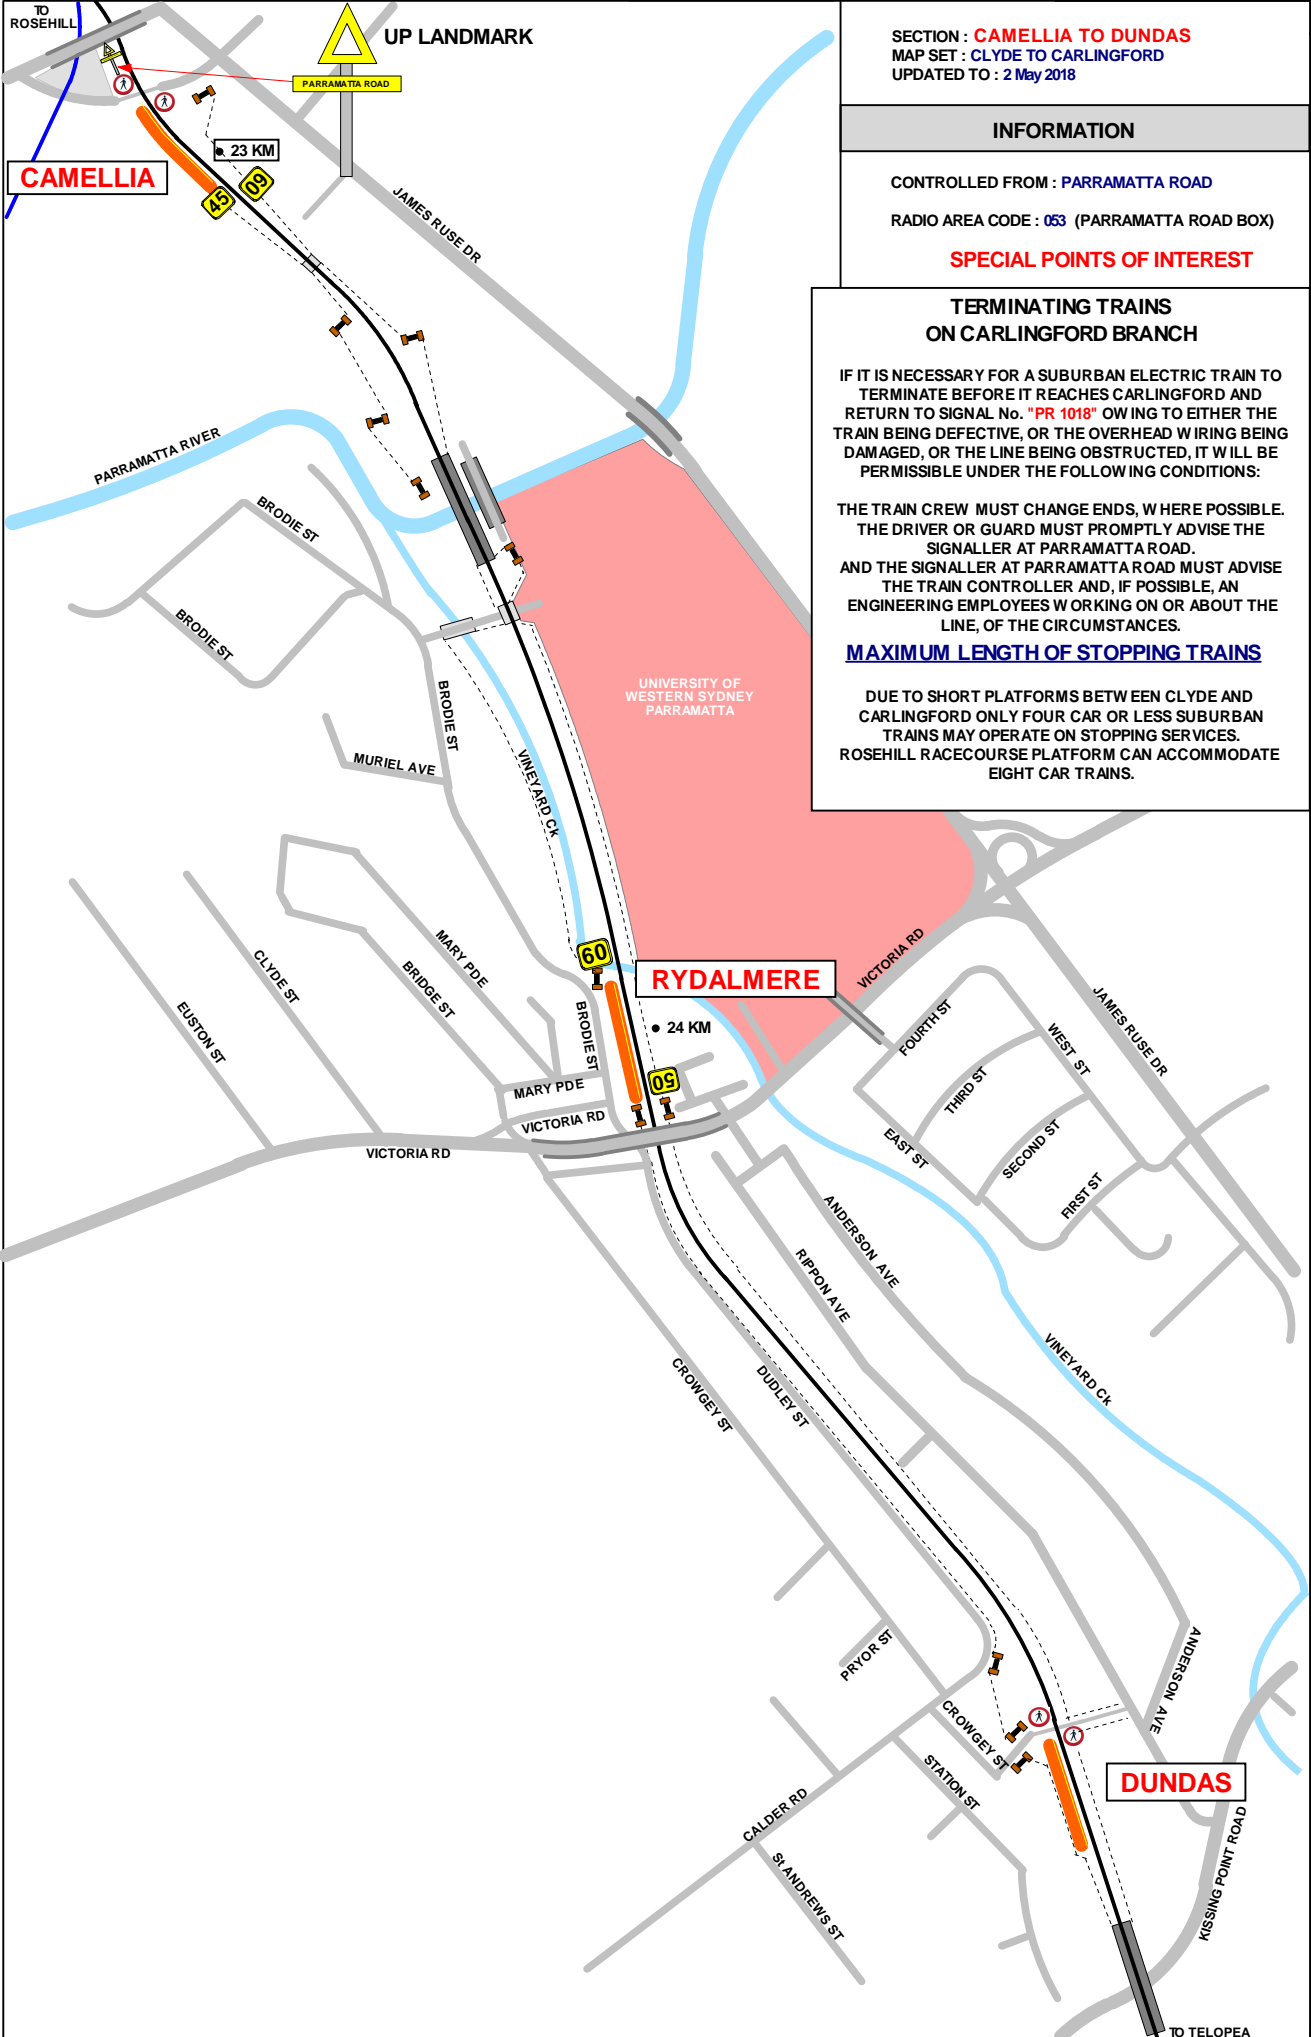 TO
ROSEHILL
UP LANDMARK
PARRAMATTA ROAD
SECTION : CAMELLIA TO DUNDAS
MAP SET : CLYDE TO CARLINGFORD
UPDATED TO : 2 May 2018
INFORMATION
CONTROLLED FROM : PARRAMATTA ROAD
RADIO AREA CODE : 053 (PARRAMATTA ROAD BOX)
SPECIAL POINTS OF INTEREST
TERMINATING TRAINS
ON CARLINGFORD BRANCH
IF IT IS NECESSARY FOR A SUBURBAN ELECTRIC TRAIN TO
TERMINATE BEFORE IT REACHES CARLINGFORD AND
RETURN TO SIGNAL No. "PR 1018" OWING TO EITHER THE
TRAIN BEING DEFECTIVE, OR THE OVERHEAD WIRING BEING
DAMAGED, OR THE LINE BEING OBSTRUCTED, IT WILL BE
PERMISSIBLE UNDER THE FOLLOWING CONDITIONS:
THE TRAIN CREW MUST CHANGE ENDS, WHERE POSSIBLE.
THE DRIVER OR GUARD MUST PROMPTLY ADVISE THE
SIGNALLER AT PARRAMATTA ROAD.
AND THE SIGNALLER AT PARRAMATTA ROAD MUST ADVISE
THE TRAIN CONTROLLER AND, IF POSSIBLE, AN
ENGINEERING EMPLOYEES WORKING ON OR ABOUT THE
LINE, OF THE CIRCUMSTANCES.
MAXIMUM LENGTH OF STOPPING TRAINS
DUE TO SHORT PLATFORMS BETWEEN CLYDE AND
CARLINGFORD ONLY FOUR CAR OR LESS SUBURBAN
TRAINS MAY OPERATE ON STOPPING SERVICES.
ROSEHILL RACECOURSE PLATFORM CAN ACCOMMODATE
EIGHT CAR TRAINS.
CAMELLIA
23 KM
45
60
JAMES RUSE DR
PARRAMATTA RIVER
BRODIE ST
BRODIE ST
BRODIE ST
MURIEL AVE
VINEYARD Ck
UNIVERSITY OF
WESTERN SYDNEY
PARRAMATTA
EUSTON ST
CLYDE ST
MARY PDE
BRIDGE ST
60
RYDALMERE
VICTORIA RD
24 KM
BRODIE ST
50
MARY PDE
VICTORIA RD
VICTORIA RD
FOURTH ST
THIRD ST
WEST ST
SECOND ST
EAST ST
FIRST ST
JAMES RUSE DR
ANDERSON AVE
RIPPON AVE
VINEYARD Ck
CROWGEY ST
DUDLEY ST
PRYOR ST
ANDERSON AVE
CROWGEY ST
STATION ST
DUNDAS
CALDER RD
St ANDREWS ST
KISSING POINT ROAD
TO TELOPEA